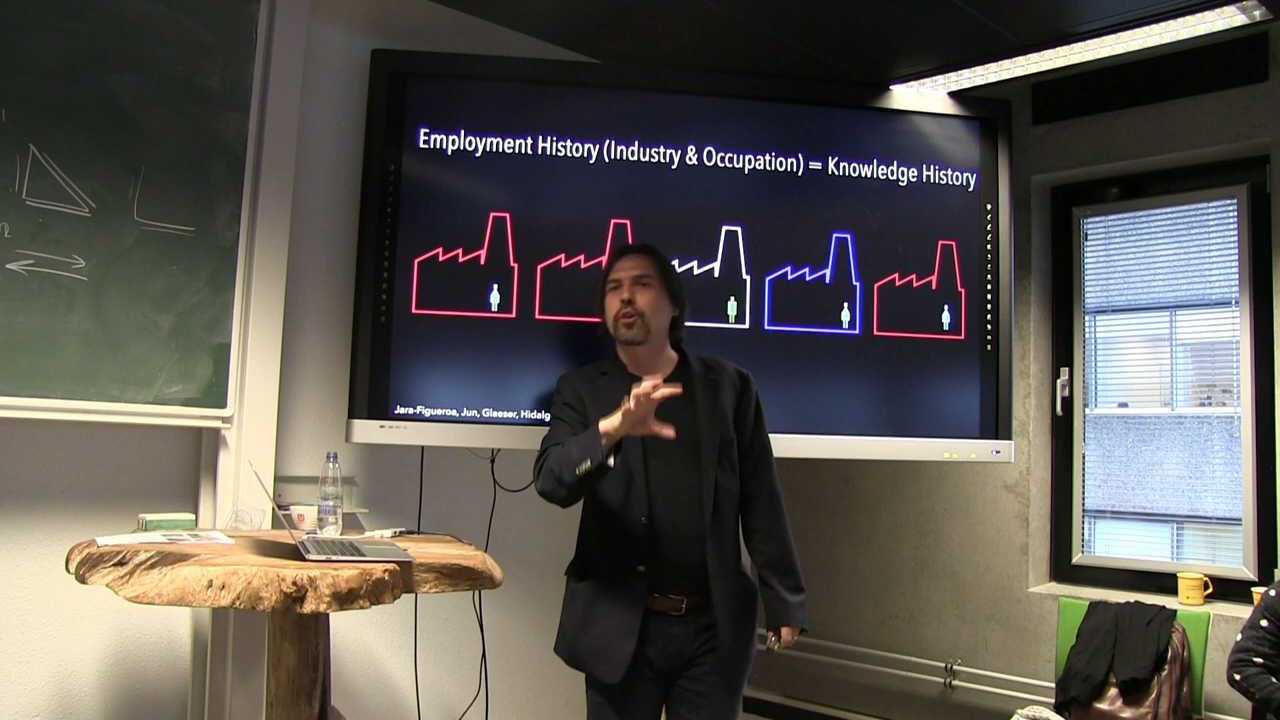 Employment History (Industry & Occupation) = Knowledge History
Jara-Figueroa, Jun, Glaeser, Hidalg